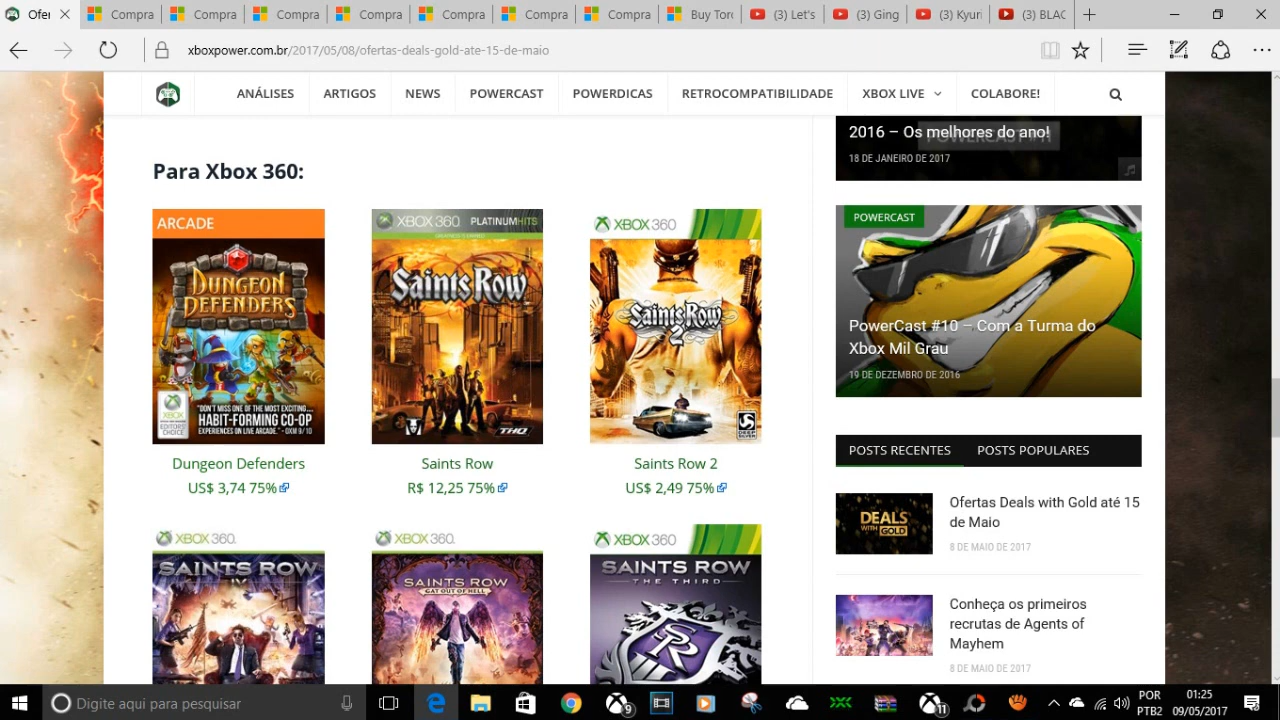 Ofer
Compra
Compra
Compra
Compra
Compra
Compra
Compra
Buy Torc
(3) Let's
(3) Ging
(3) Kyuri
(3) BLAC
xboxpower.com.br/2017/05/08/ofertas-deals-gold-ate-15-de-maio
ANÁLISES
ARTIGOS
NEWS
POWERCAST
POWERDICAS
RETROCOMPATIBILIDADE
XBOX LIVE
COLABORE!
Para Xbox 360:
ARCADE
DUNGEON
DEFENDERS
XBOX
EDITOR'S
CHOICE
"DON'T MISS ONE OF THE MOST EXCITING...
HABIT-FORMING CO-OP
EXPERIENCES ON LIVE ARCADE." - OXM 9/10
Dungeon Defenders
US$ 3,74 75%
XBOX 360
PLATINUM HITS
Saints Row
THQ
Saints Row
R$ 12,25 75%
XBOX 360
Saints Row
2
DEEP
SILVER
Saints Row 2
US$ 2,49 75%
XBOX 360
SAINTS ROW
IV
XBOX 360
SAINTS ROW
GAT OUT OF HELL
XBOX 360
SAINTS ROW
THE THIRD
SR
POWERCAST #11
2016 – Os melhores do ano!
18 DE JANEIRO DE 2017
POWERCAST
PowerCast #10 – Com a Turma do
Xbox Mil Grau
19 DE DEZEMBRO DE 2016
POSTS RECENTES
POSTS POPULARES
DEALS
WITH GOLD
Ofertas Deals with Gold até 15
de Maio
8 DE MAIO DE 2017
Conheça os primeiros
recrutas de Agents of
Mayhem
8 DE MAIO DE 2017
Digite aqui para pesquisar
9
11
POR
PTB2
01:25
09/05/2017